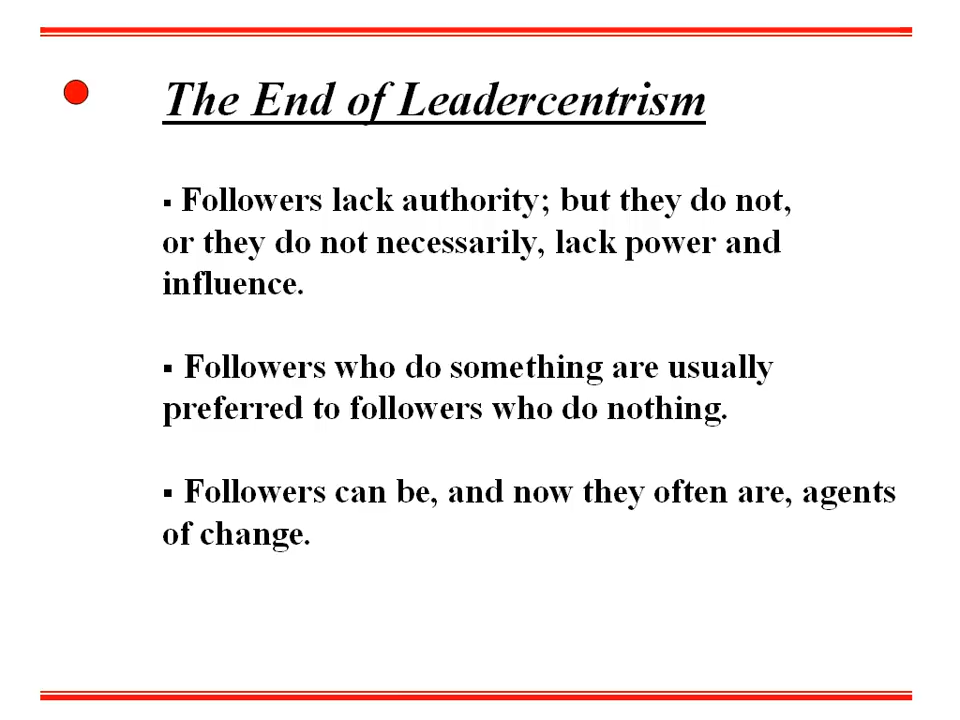 The End of Leadercentrism
▪ Followers lack authority; but they do not,
or they do not necessarily, lack power and
influence.
▪ Followers who do something are usually
preferred to followers who do nothing.
▪ Followers can be, and now they often are, agents
of change.